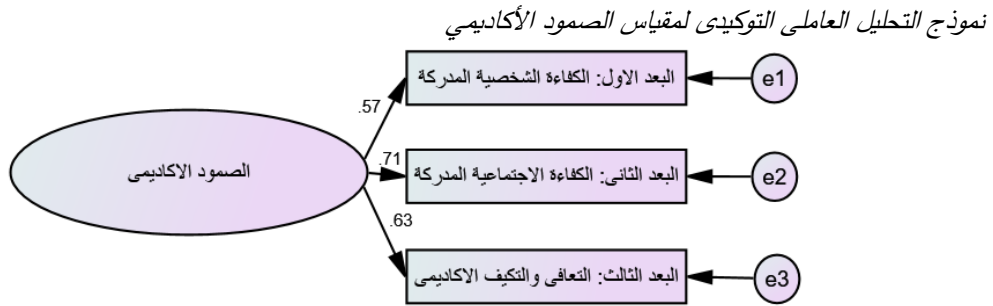 نموذج التحليل العاملى التوكيدى لمقياس الصمود الأكاديمي
البعد الاول: الكفاءة الشخصية المدركة
e1
.57
الصمود الاكاديمى
.71
البعد الثانى: الكفاءة الاجتماعية المدركة
e2
.63
البعد الثالث: التعافى والتكيف الاكاديمى
e3